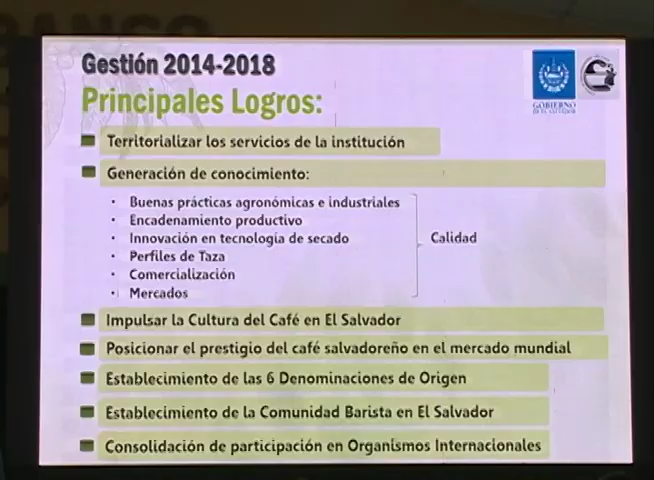 Gestión 2014-2018
Principales Logros:
GOBIERNO
DE EL SALVADOR
Territorializar los servicios de la institución
Generación de conocimiento:
• Buenas prácticas agronómicas e industriales
• Encadenamiento productivo
• Innovación en tecnología de secado
• Perfiles de Taza
• Comercialización
• Mercados
Calidad
Impulsar la Cultura del Café en El Salvador
Posicionar el prestigio del café salvadoreño en el mercado mundial
Establecimiento de las 6 Denominaciones de Origen
Establecimiento de la Comunidad Barista en El Salvador
Consolidación de participación en Organismos Internacionales